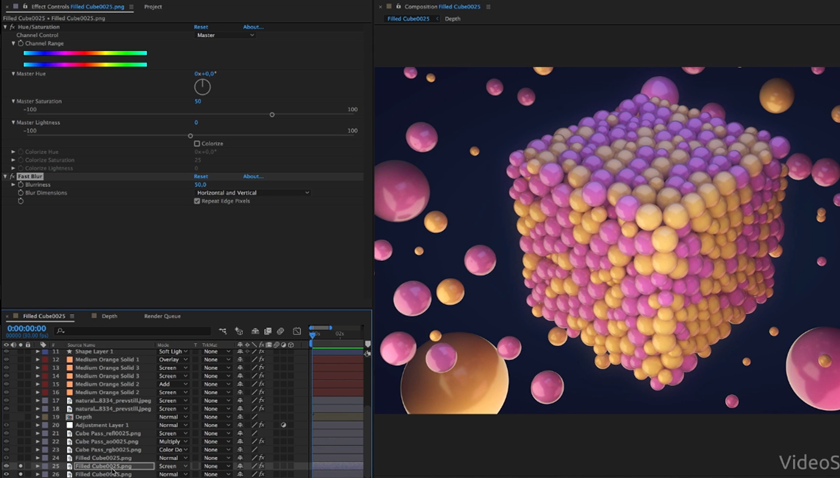 Effect Controls Filled Cube0025.png
Project
Filled Cube0025 • Filled Cube0025.png
Hue/Saturation Reset About...
Channel Control Master
Channel Range
Master Hue 0x+0,0°
Master Saturation 50
-100 100
Master Lightness 0
-100 100
Colorize
Colorize Hue 0x+0,0°
Colorize Saturation 25
Colorize Lightness 0
Fast Blur Reset About...
Blurriness 50,0
Blur Dimensions Horizontal and Vertical
Repeat Edge Pixels
Composition Filled Cube0025
Filled Cube0025 Depth
Filled Cube0025 Depth Render Queue
0:00:00:00
02s
# Source Name Mode T TrkMat
11 Shape Layer 1 Soft Ligh None
12 Medium Orange Solid 1 Overlay None
13 Medium Orange Solid 3 Screen None
14 Medium Orange Solid 3 Screen None
15 Medium Orange Solid 2 Add None
16 Medium Orange Solid 2 Screen None
17 natural...8334_prevstill.jpeg Screen None
18 natural...8334_prevstill.jpeg Screen None
19 Depth Normal None
20 Adjustment Layer 1 Normal None
21 Cube Pass_refl0025.png Screen None
22 Cube Pass_ao0025.png Multiply None
23 Cube Pass_rgb0025.png Color Do None
24 Filled Cube0025.png Normal None
25 Filled Cube0025.png Screen None
26 Filled Cube0025.png Normal None
VideoS